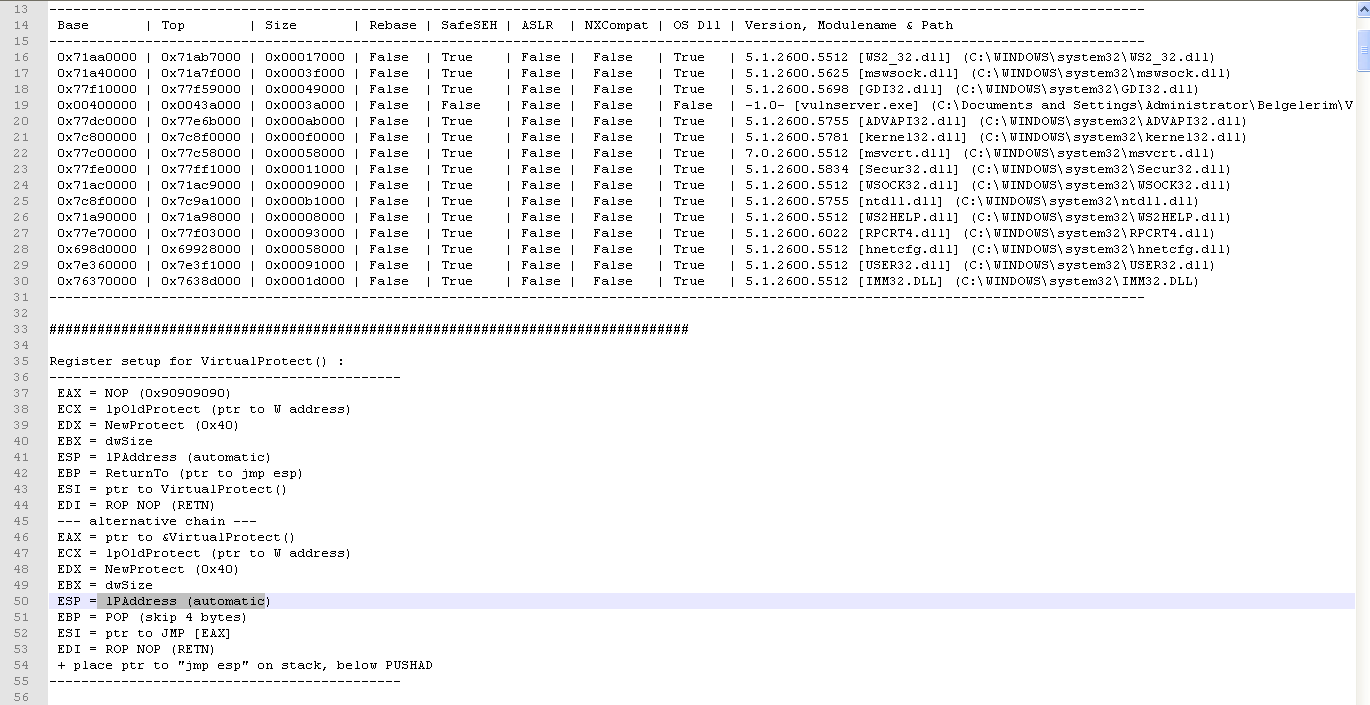 13 --------------------------------------------------------------------------------------------------------------------------------------
14  Base       | Top        | Size       | Rebase | SafeSEH | ASLR  | NXCompat | OS Dll | Version, Modulename & Path
15 --------------------------------------------------------------------------------------------------------------------------------------
16  0x71aa0000 | 0x71ab7000 | 0x00017000 | False  | True    | False |  False   | True   | 5.1.2600.5512 [WS2_32.dll] (C:\WINDOWS\system32\WS2_32.dll)
17  0x71a40000 | 0x71a7f000 | 0x0003f000 | False  | True    | False |  False   | True   | 5.1.2600.5625 [mswsock.dll] (C:\WINDOWS\system32\mswsock.dll)
18  0x77f10000 | 0x77f59000 | 0x00049000 | False  | True    | False |  False   | True   | 5.1.2600.5698 [GDI32.dll] (C:\WINDOWS\system32\GDI32.dll)
19  0x00400000 | 0x0043a000 | 0x0003a000 | False  | False   | False |  False   | False  | -1.0- [vulnserver.exe] (C:\Documents and Settings\Administrator\Belgelerim\V
20  0x77dc0000 | 0x77e6b000 | 0x000ab000 | False  | True    | False |  False   | True   | 5.1.2600.5755 [ADVAPI32.dll] (C:\WINDOWS\system32\ADVAPI32.dll)
21  0x7c800000 | 0x7c8f0000 | 0x000f0000 | False  | True    | False |  False   | True   | 5.1.2600.5781 [kernel32.dll] (C:\WINDOWS\system32\kernel32.dll)
22  0x77c00000 | 0x77c58000 | 0x00058000 | False  | True    | False |  False   | True   | 7.0.2600.5512 [msvcrt.dll] (C:\WINDOWS\system32\msvcrt.dll)
23  0x77fe0000 | 0x77ff1000 | 0x00011000 | False  | True    | False |  False   | True   | 5.1.2600.5834 [Secur32.dll] (C:\WINDOWS\system32\Secur32.dll)
24  0x71ac0000 | 0x71ac9000 | 0x00009000 | False  | True    | False |  False   | True   | 5.1.2600.5512 [WSOCK32.dll] (C:\WINDOWS\system32\WSOCK32.dll)
25  0x7c8f0000 | 0x7c9a1000 | 0x000b1000 | False  | True    | False |  False   | True   | 5.1.2600.5755 [ntdll.dll] (C:\WINDOWS\system32\ntdll.dll)
26  0x71a90000 | 0x71a98000 | 0x00008000 | False  | True    | False |  False   | True   | 5.1.2600.5512 [WS2HELP.dll] (C:\WINDOWS\system32\WS2HELP.dll)
27  0x77e70000 | 0x77f03000 | 0x00093000 | False  | True    | False |  False   | True   | 5.1.2600.6022 [RPCRT4.dll] (C:\WINDOWS\system32\RPCRT4.dll)
28  0x698d0000 | 0x69928000 | 0x00058000 | False  | True    | False |  False   | True   | 5.1.2600.5512 [hnetcfg.dll] (C:\WINDOWS\system32\hnetcfg.dll)
29  0x7e360000 | 0x7e3f1000 | 0x00091000 | False  | True    | False |  False   | True   | 5.1.2600.5512 [USER32.dll] (C:\WINDOWS\system32\USER32.dll)
30  0x76370000 | 0x7638d000 | 0x0001d000 | False  | True    | False |  False   | True   | 5.1.2600.5512 [IMM32.DLL] (C:\WINDOWS\system32\IMM32.DLL)
31 --------------------------------------------------------------------------------------------------------------------------------------
32
33 ################################################################################
34
35 Register setup for VirtualProtect() :
36 --------------------------------------------
37  EAX = NOP (0x90909090)
38  ECX = lpOldProtect (ptr to W address)
39  EDX = NewProtect (0x40)
40  EBX = dwSize
41  ESP = lPAddress (automatic)
42  EBP = ReturnTo (ptr to jmp esp)
43  ESI = ptr to VirtualProtect()
44  EDI = ROP NOP (RETN)
45  --- alternative chain ---
46  EAX = ptr to &VirtualProtect()
47  ECX = lpOldProtect (ptr to W address)
48  EDX = NewProtect (0x40)
49  EBX = dwSize
50  ESP = lPAddress (automatic)
51  EBP = POP (skip 4 bytes)
52  ESI = ptr to JMP [EAX]
53  EDI = ROP NOP (RETN)
54  + place ptr to "jmp esp" on stack, below PUSHAD
55 --------------------------------------------
56